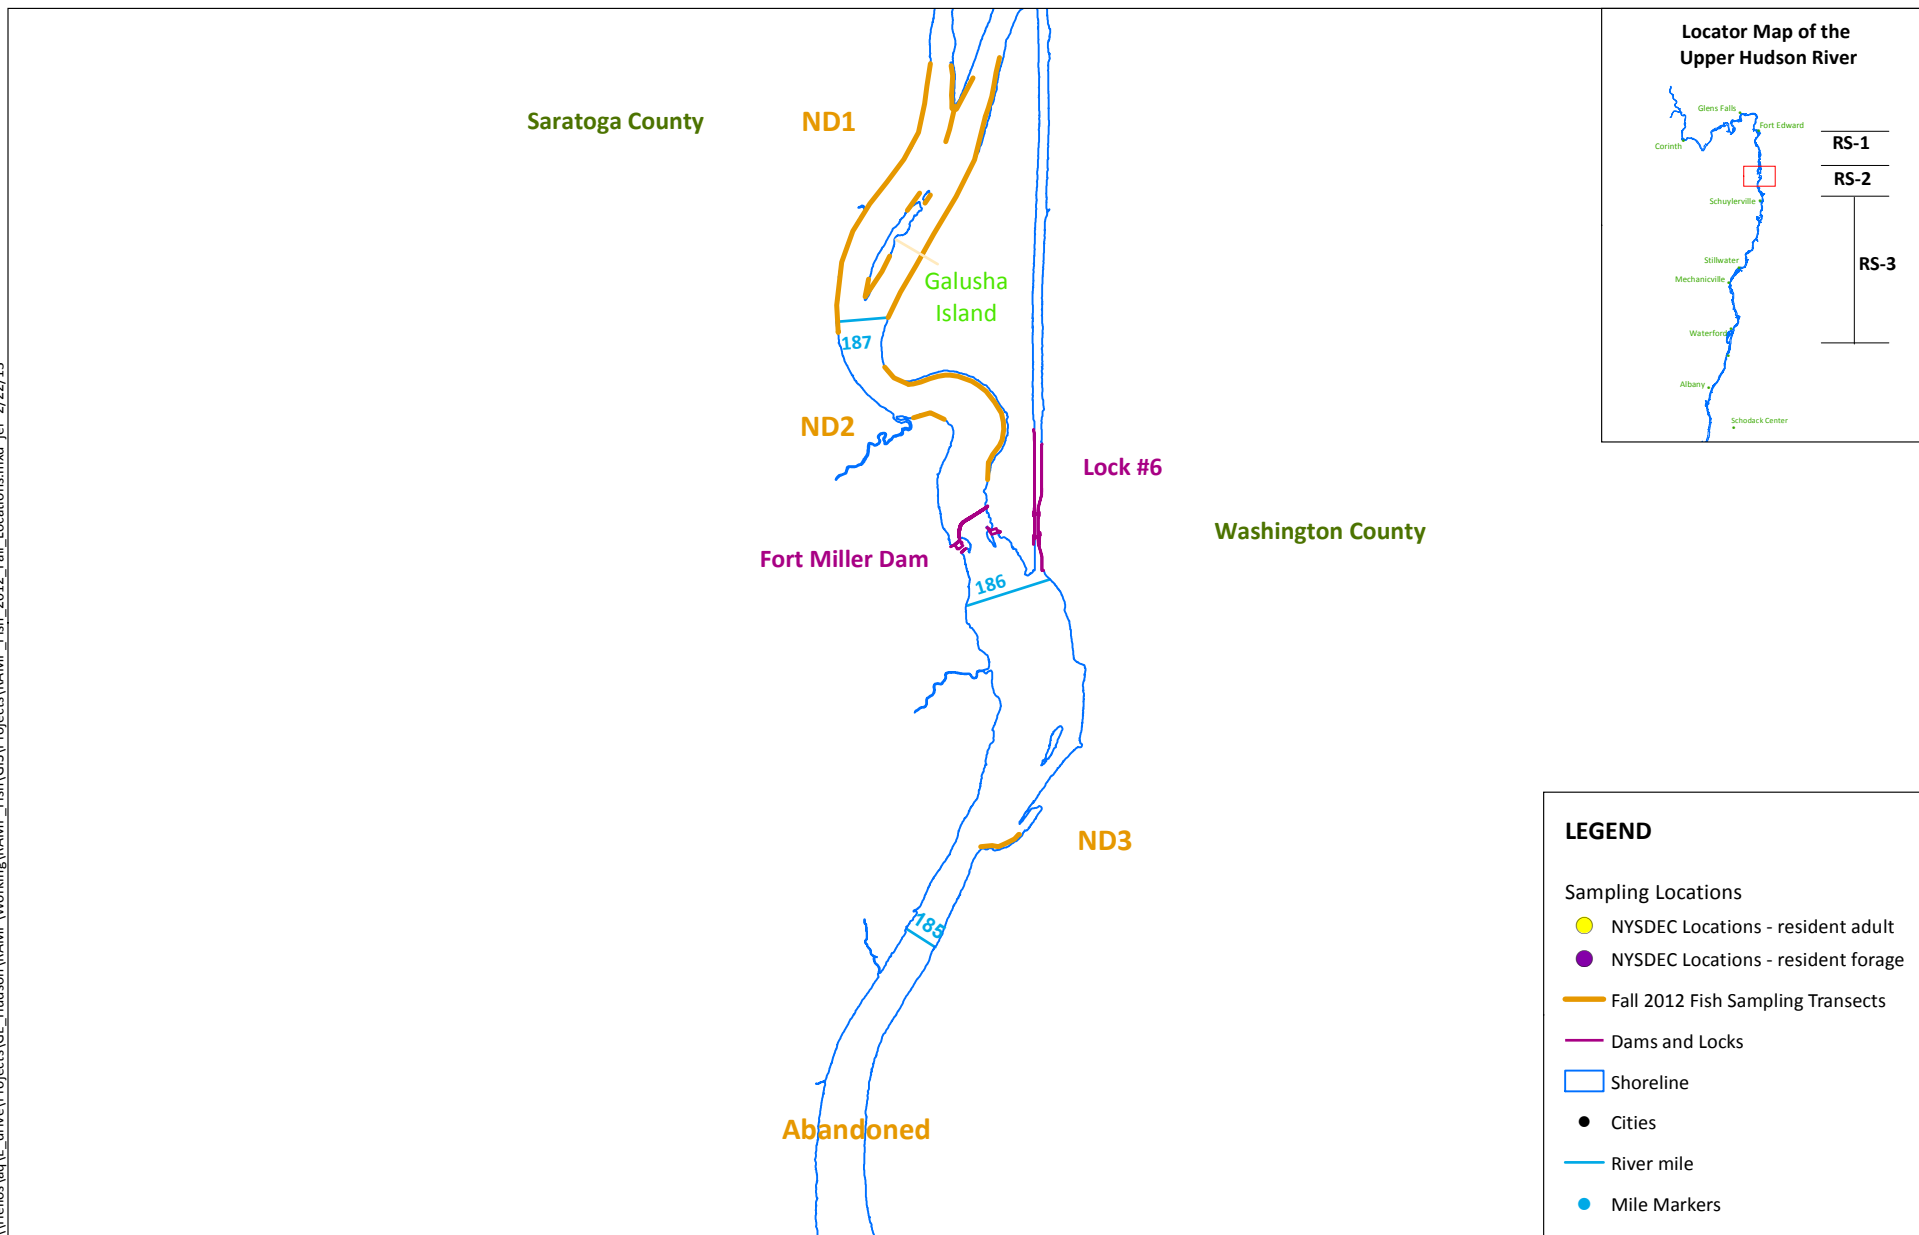 Locator Map of the
Upper Hudson River
Glens Falls
Fort Edward
Corinth
RS-1
RS-2
Schuylerville
Stillwater
RS-3
Mechanicville
Waterford
Albany
Schodack Center
Saratoga County
ND1
Galusha
Island
187
ND2
Lock #6
Washington County
Fort Miller Dam
186
ND3
185
Abandoned
LEGEND
Sampling Locations
NYSDEC Locations - resident adult
NYSDEC Locations - resident forage
Fall 2012 Fish Sampling Transects
Dams and Locks
Shoreline
Cities
River mile
Mile Markers